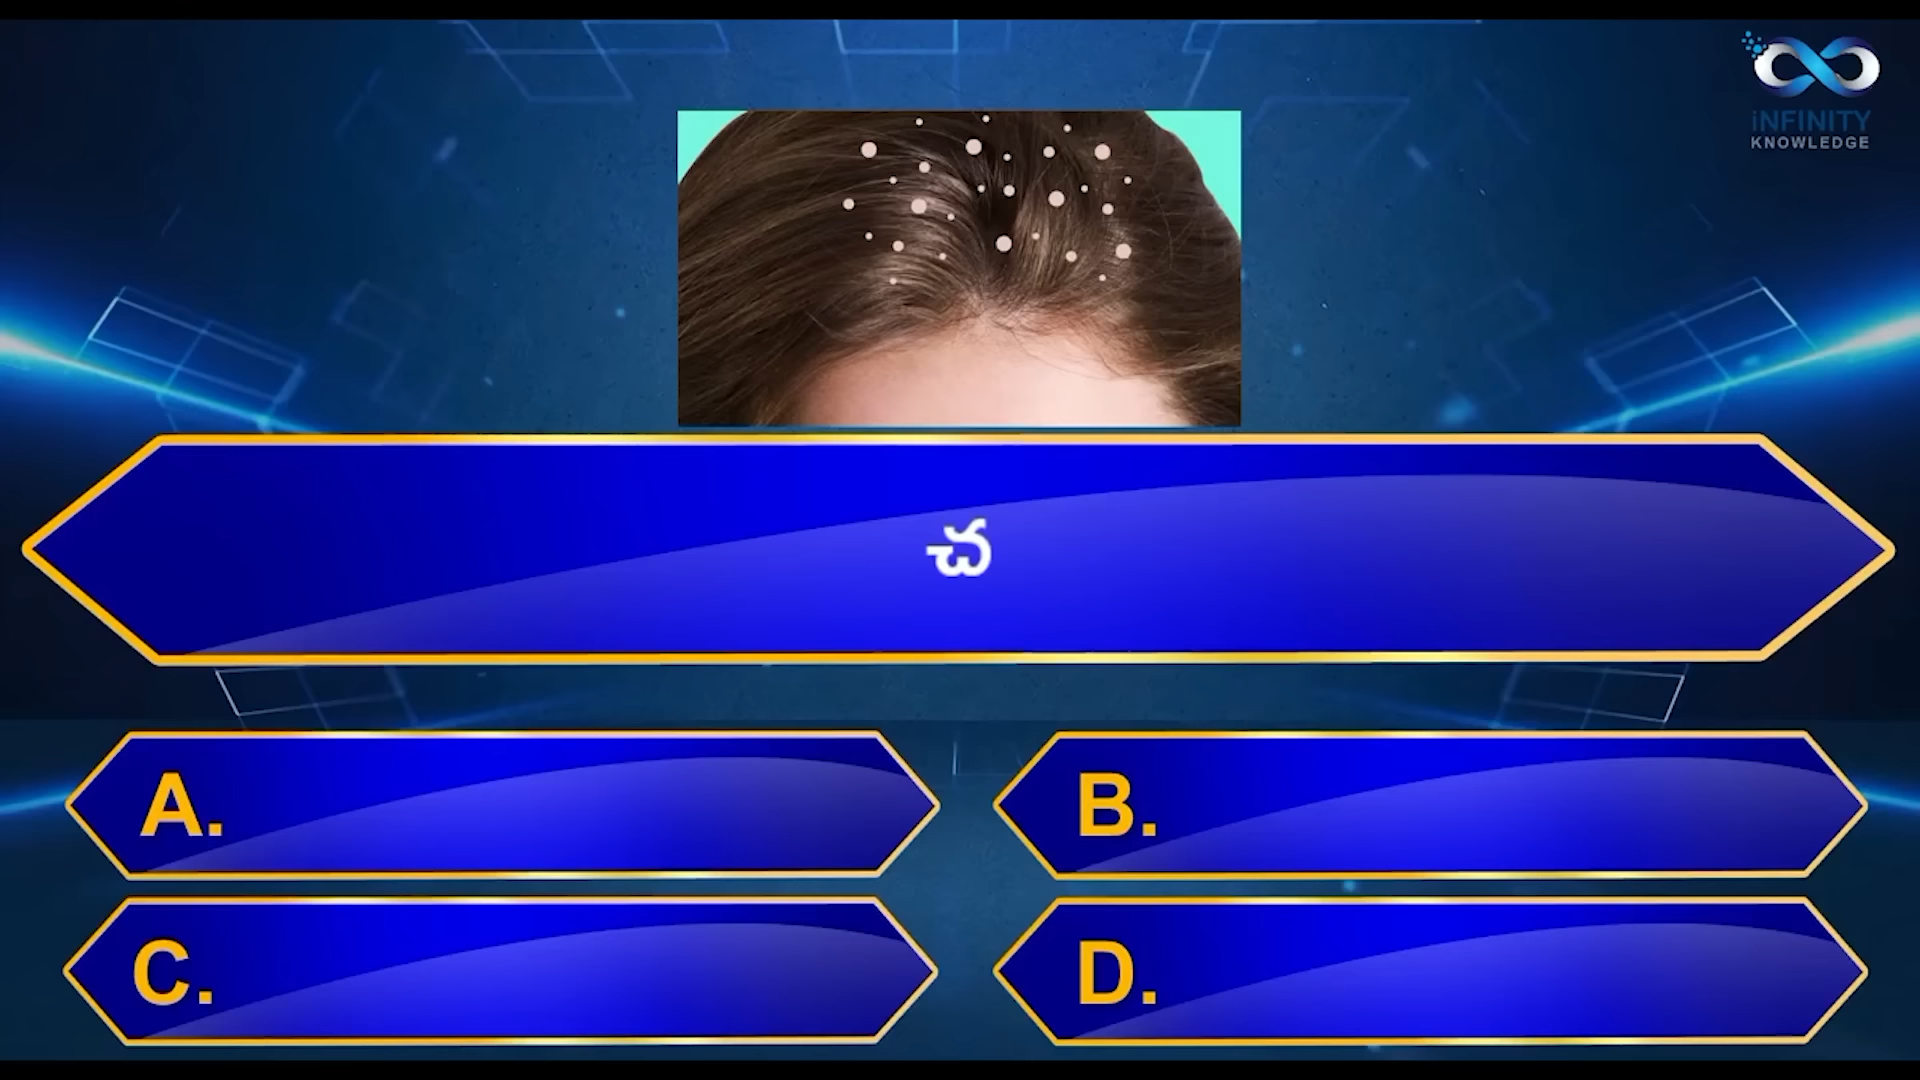 iNFINITY
KNOWLEDGE
చ
A.
B.
C.
D.